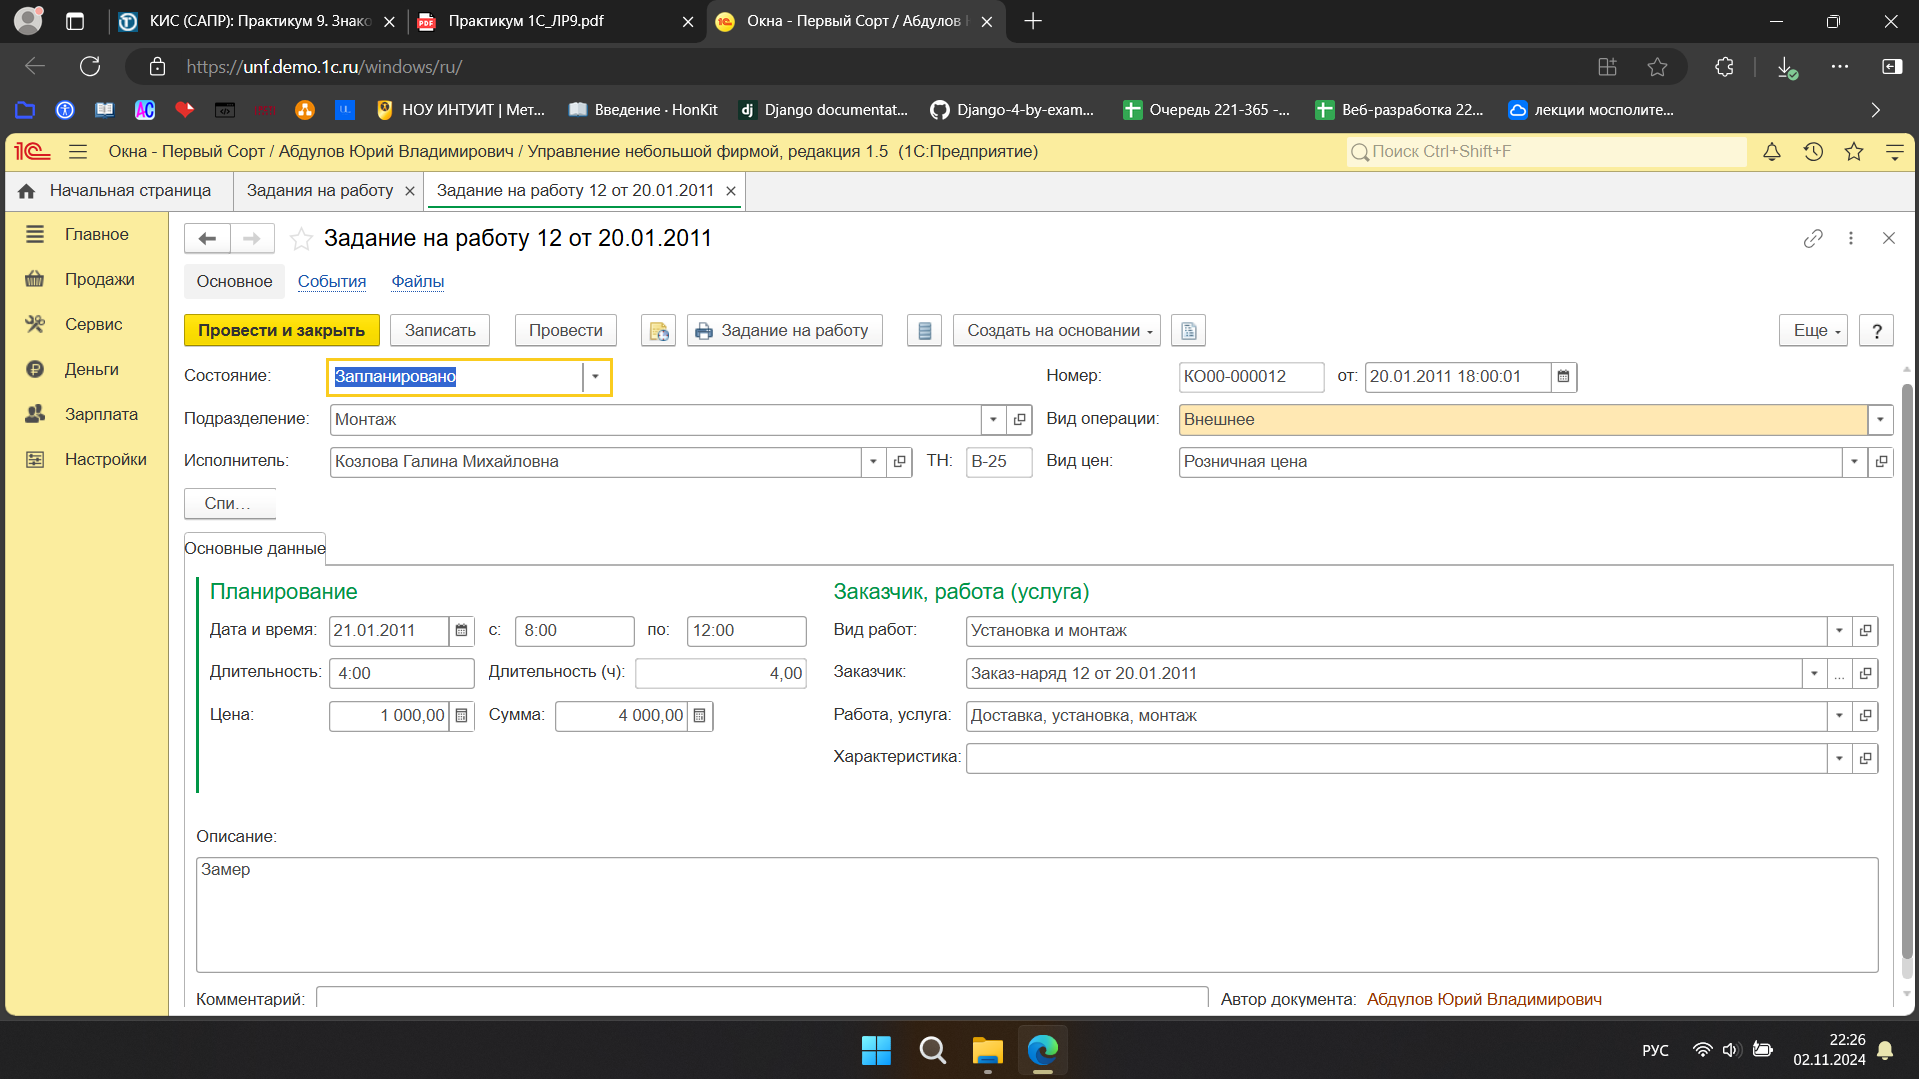 КИС (САПР): Практикум 9. Знако
Практикум 1С_ЛР9.pdf
Окна - Первый Сорт / Абдулов
https://unf.demo.1c.ru/windows/ru/
НОУ ИНТУИТ | Мет...
Введение · HonKit
Django documentat...
Django-4-by-exam...
Очередь 221-365 -...
Веб-разработка 22...
лекции мосполите...
Окна - Первый Сорт / Абдулов Юрий Владимирович / Управление небольшой фирмой, редакция 1.5 (1С:Предприятие)
Поиск Ctrl+Shift+F
Начальная страница
Задания на работу
Задание на работу 12 от 20.01.2011
Главное
Продажи
Сервис
Деньги
Зарплата
Настройки
Задание на работу 12 от 20.01.2011
Основное
События
Файлы
Провести и закрыть
Записать
Провести
Задание на работу
Создать на основании
Еще
?
Состояние: Запланировано
Номер: КО00-000012 от: 20.01.2011 18:00:01
Подразделение: Монтаж
Вид операции: Внешнее
Исполнитель: Козлова Галина Михайловна ТН: В-25
Вид цен: Розничная цена
Спи...
Основные данные
Планирование
Дата и время: 21.01.2011 с: 8:00 по: 12:00
Длительность: 4:00 Длительность (ч): 4,00
Цена: 1 000,00 Сумма: 4 000,00
Заказчик, работа (услуга)
Вид работ: Установка и монтаж
Заказчик: Заказ-наряд 12 от 20.01.2011 ...
Работа, услуга: Доставка, установка, монтаж
Характеристика:
Описание:
Замер
Комментарий:
Автор документа: Абдулов Юрий Владимирович
РУС
22:26
02.11.2024